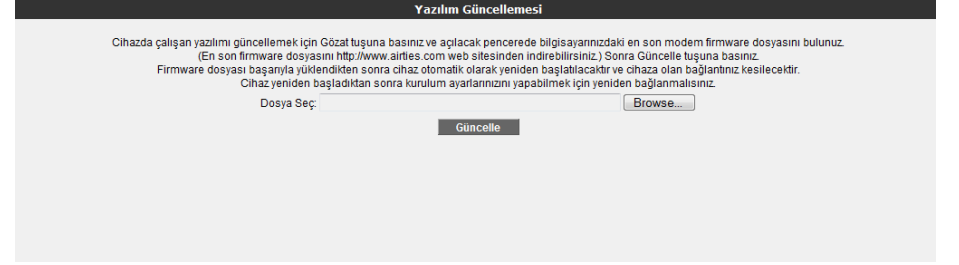 Yazılım Güncellemesi
Cihazda çalışan yazılımı güncellemek için Gözat tuşuna basınız ve açılacak pencerede bilgisayarınızdaki en son modem firmware dosyasını bulunuz.
(En son firmware dosyasını http://www.airties.com web sitesinden indirebilirsiniz.) Sonra Güncelle tuşuna basınız.
Firmware dosyası başarıyla yüklendikten sonra cihaz otomatik olarak yeniden başlatılacaktır ve cihaza olan bağlantınız kesilecektir.
Cihaz yeniden başladıktan sonra kurulum ayarlarınızını yapabilmek için yeniden bağlanmalısınız.
Dosya Seç: Browse...
Güncelle